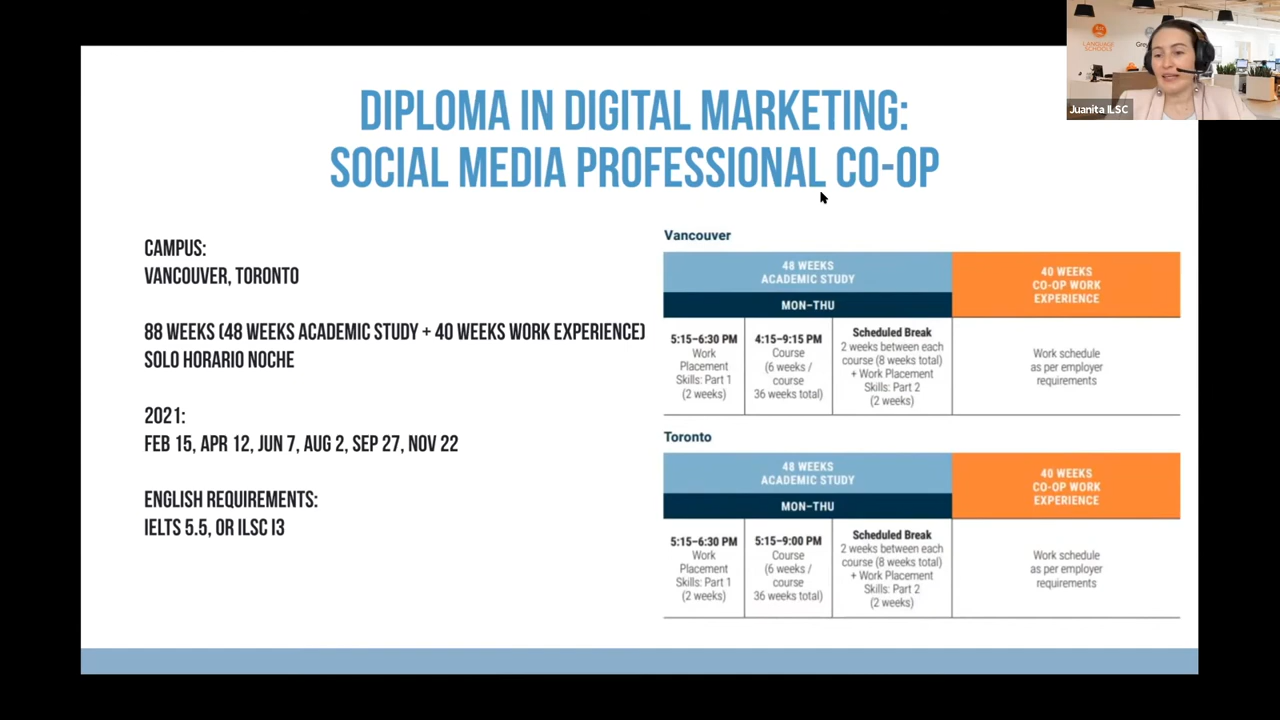 DIPLOMA IN DIGITAL MARKETING:
SOCIAL MEDIA PROFESSIONAL CO-OP
LANGUAGE
SCHOOLS
Grey
Juanita ILSC
CAMPUS:
VANCOUVER, TORONTO
88 WEEKS (48 WEEKS ACADEMIC STUDY + 40 WEEKS WORK EXPERIENCE)
SOLO HORARIO NOCHE
2021:
FEB 15, APR 12, JUN 7, AUG 2, SEP 27, NOV 22
ENGLISH REQUIREMENTS:
IELTS 5.5, OR ILSC I3
Vancouver
48 WEEKS
ACADEMIC STUDY
MON–THU
40 WEEKS
CO-OP WORK
EXPERIENCE
5:15–6:30 PM
Work
Placement
Skills: Part 1
(2 weeks)
4:15–9:15 PM
Course
(6 weeks /
course
36 weeks total)
Scheduled Break
2 weeks between each
course (8 weeks total)
+ Work Placement
Skills: Part 2
(2 weeks)
Work schedule
as per employer
requirements
Toronto
48 WEEKS
ACADEMIC STUDY
MON–THU
40 WEEKS
CO-OP WORK
EXPERIENCE
5:15–6:30 PM
Work
Placement
Skills: Part 1
(2 weeks)
5:15–9:00 PM
Course
(6 weeks /
course
36 weeks total)
Scheduled Break
2 weeks between each
course (8 weeks total)
+ Work Placement
Skills: Part 2
(2 weeks)
Work schedule
as per employer
requirements